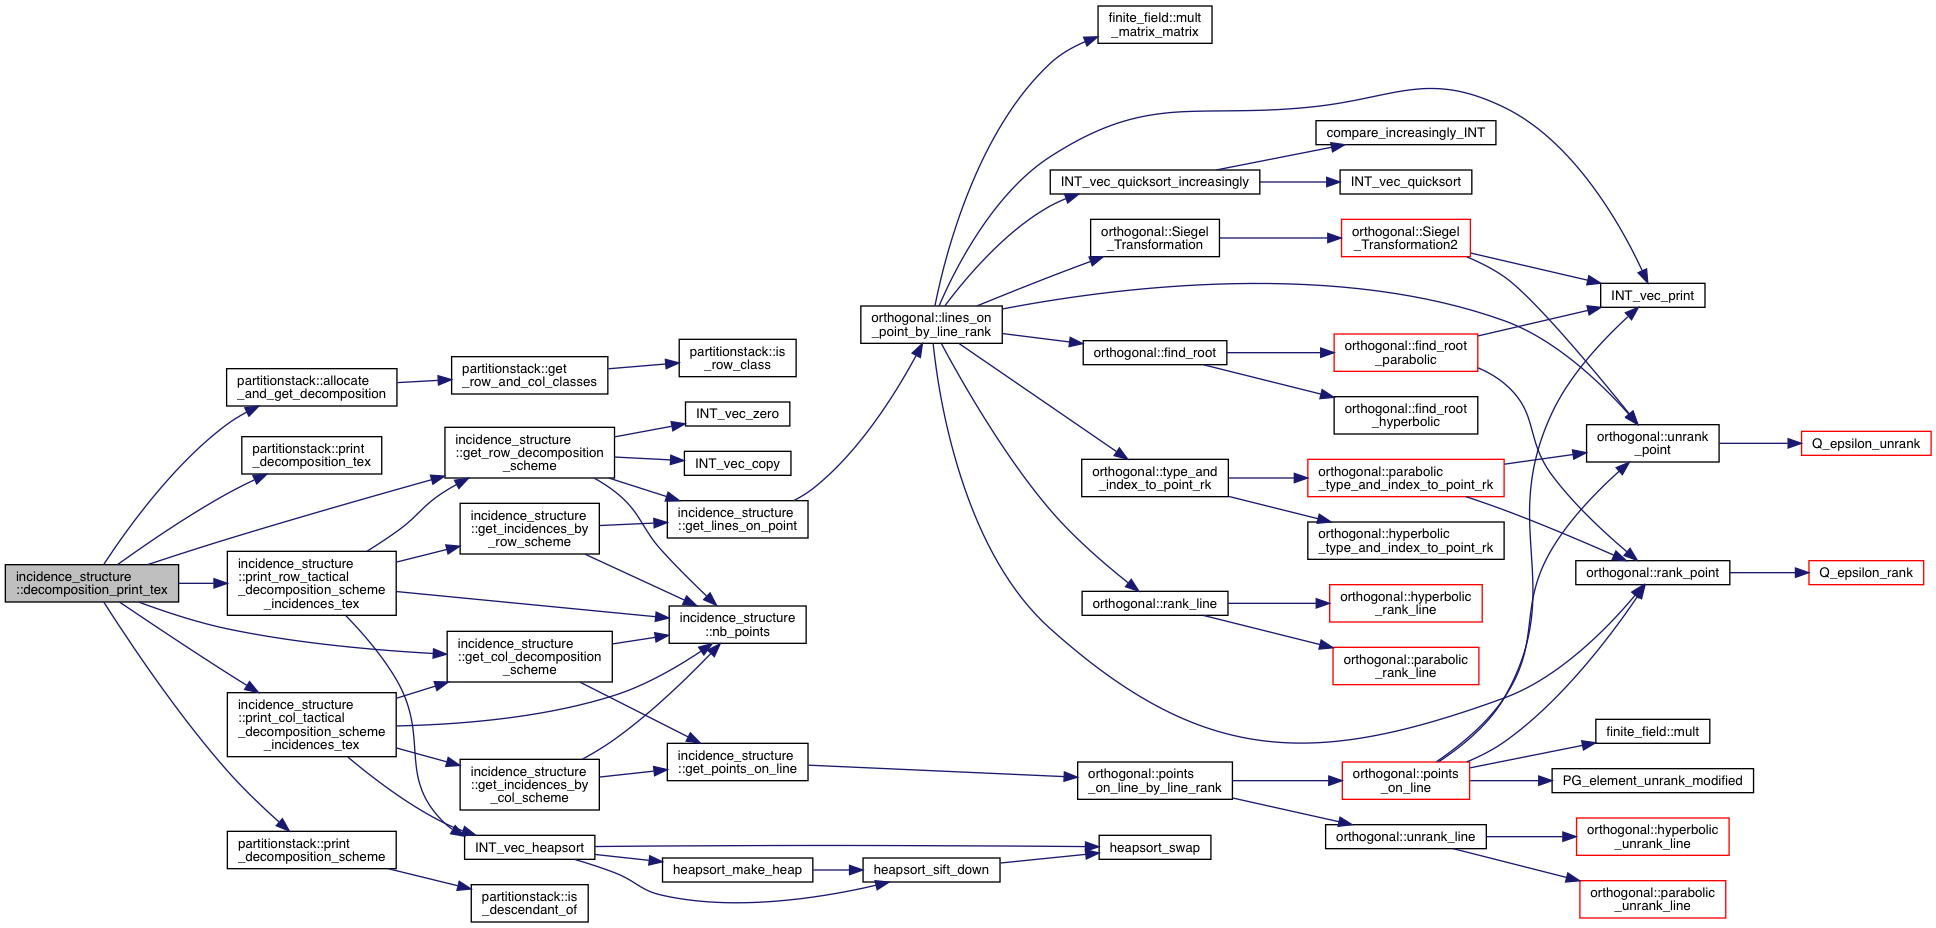 incidence_structure
::decomposition_print_tex
partitionstack::allocate
_and_get_decomposition
partitionstack::print
_decomposition_tex
incidence_structure
::print_row_tactical
_decomposition_scheme
_incidences_tex
incidence_structure
::print_col_tactical
_decomposition_scheme
_incidences_tex
partitionstack::print
_decomposition_scheme
partitionstack::get
_row_and_col_classes
incidence_structure
::get_row_decomposition
_scheme
incidence_structure
::get_incidences_by
_row_scheme
incidence_structure
::get_col_decomposition
_scheme
incidence_structure
::get_incidences_by
_col_scheme
INT_vec_heapsort
partitionstack::is
_descendant_of
partitionstack::is
_row_class
INT_vec_zero
INT_vec_copy
incidence_structure
::get_lines_on_point
incidence_structure
::nb_points
incidence_structure
::get_points_on_line
heapsort_make_heap
orthogonal::lines_on
_point_by_line_rank
heapsort_sift_down
finite_field::mult
_matrix_matrix
INT_vec_quicksort_increasingly
orthogonal::Siegel
_Transformation
orthogonal::find_root
orthogonal::type_and
_index_to_point_rk
orthogonal::rank_line
orthogonal::points
_on_line_by_line_rank
heapsort_swap
compare_increasingly_INT
INT_vec_quicksort
orthogonal::Siegel
_Transformation2
orthogonal::find_root
_parabolic
orthogonal::find_root
_hyperbolic
orthogonal::parabolic
_type_and_index_to_point_rk
orthogonal::hyperbolic
_type_and_index_to_point_rk
orthogonal::hyperbolic
_rank_line
orthogonal::parabolic
_rank_line
orthogonal::points
_on_line
orthogonal::unrank_line
INT_vec_print
orthogonal::unrank
_point
orthogonal::rank_point
finite_field::mult
PG_element_unrank_modified
orthogonal::hyperbolic
_unrank_line
orthogonal::parabolic
_unrank_line
Q_epsilon_unrank
Q_epsilon_rank